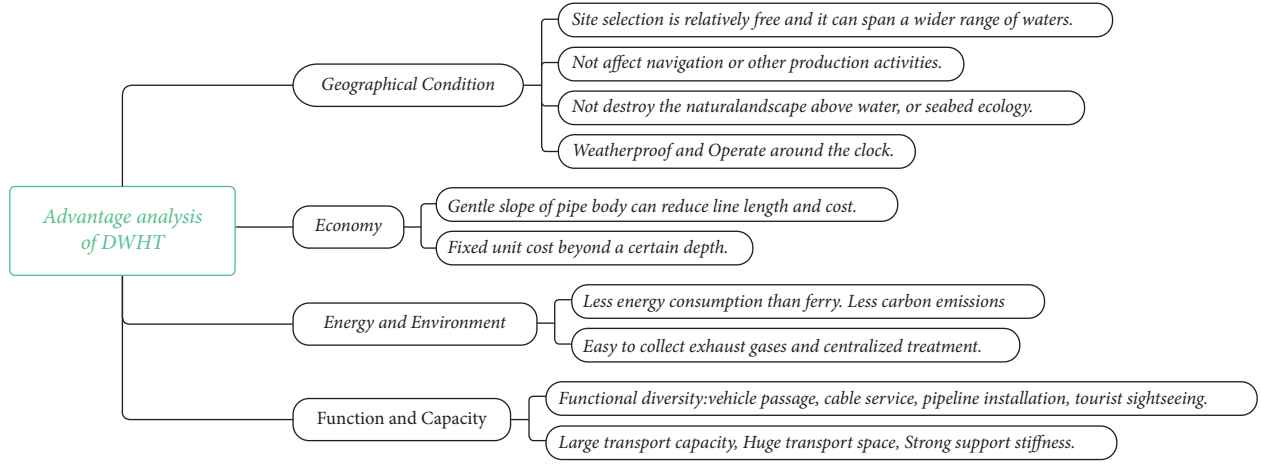 Advantage analysis
of DWHT
Geographical Condition
Site selection is relatively free and it can span a wider range of waters.
Not affect navigation or other production activities.
Not destroy the naturalandscape above water, or seabed ecology.
Weatherproof and Operate around the clock.
Economy
Gentle slope of pipe body can reduce line length and cost.
Fixed unit cost beyond a certain depth.
Energy and Environment
Less energy consumption than ferry. Less carbon emissions
Easy to collect exhaust gases and centralized treatment.
Function and Capacity
Functional diversity:vehicle passage, cable service, pipeline installation, tourist sightseeing.
Large transport capacity, Huge transport space, Strong support stiffness.